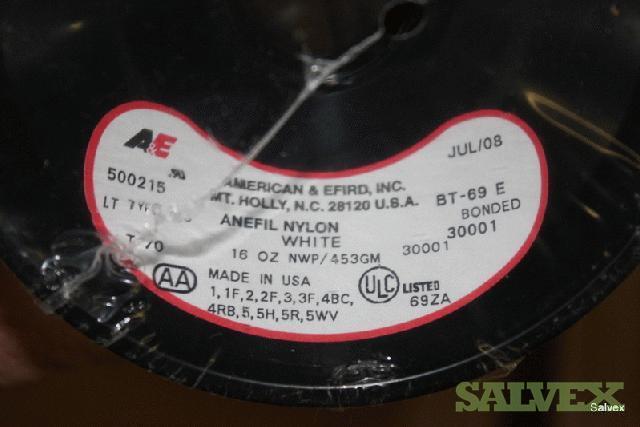 A&E
JUL/08
500215
AMERICAN & EFIRD, INC.
MT. HOLLY, N.C. 28120 U.S.A.
BT-69 E
LT
ANEFIL NYLON
BONDED
WHITE
30001 30001
16 OZ NWP/453GM
AA
MADE IN USA
ULC LISTED
69ZA
1,1F,2,2F,3,3F,4BC,
4RB,5,5H,5R,5WV
SALVEX
Salvex